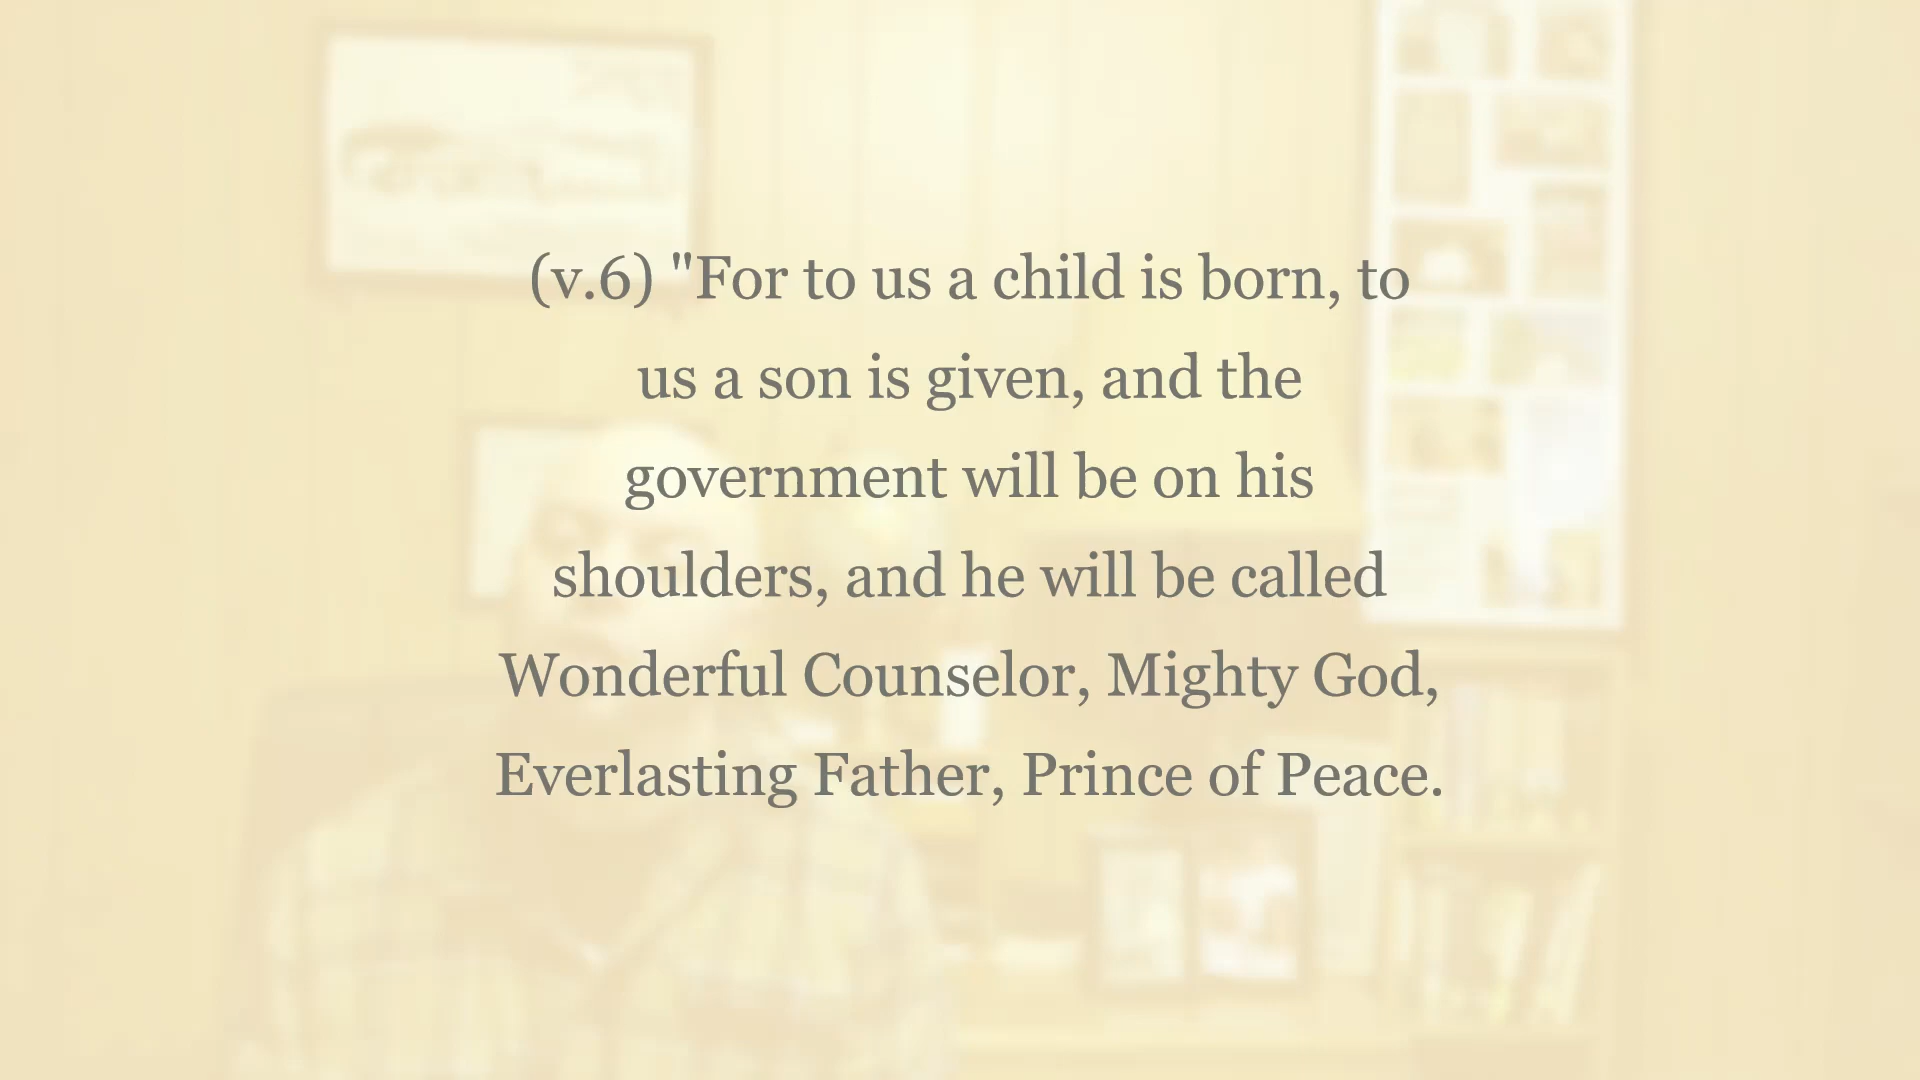 (v.6) "For to us a child is born, to
us a son is given, and the
government will be on his
shoulders, and he will be called
Wonderful Counselor, Mighty God,
Everlasting Father, Prince of Peace.